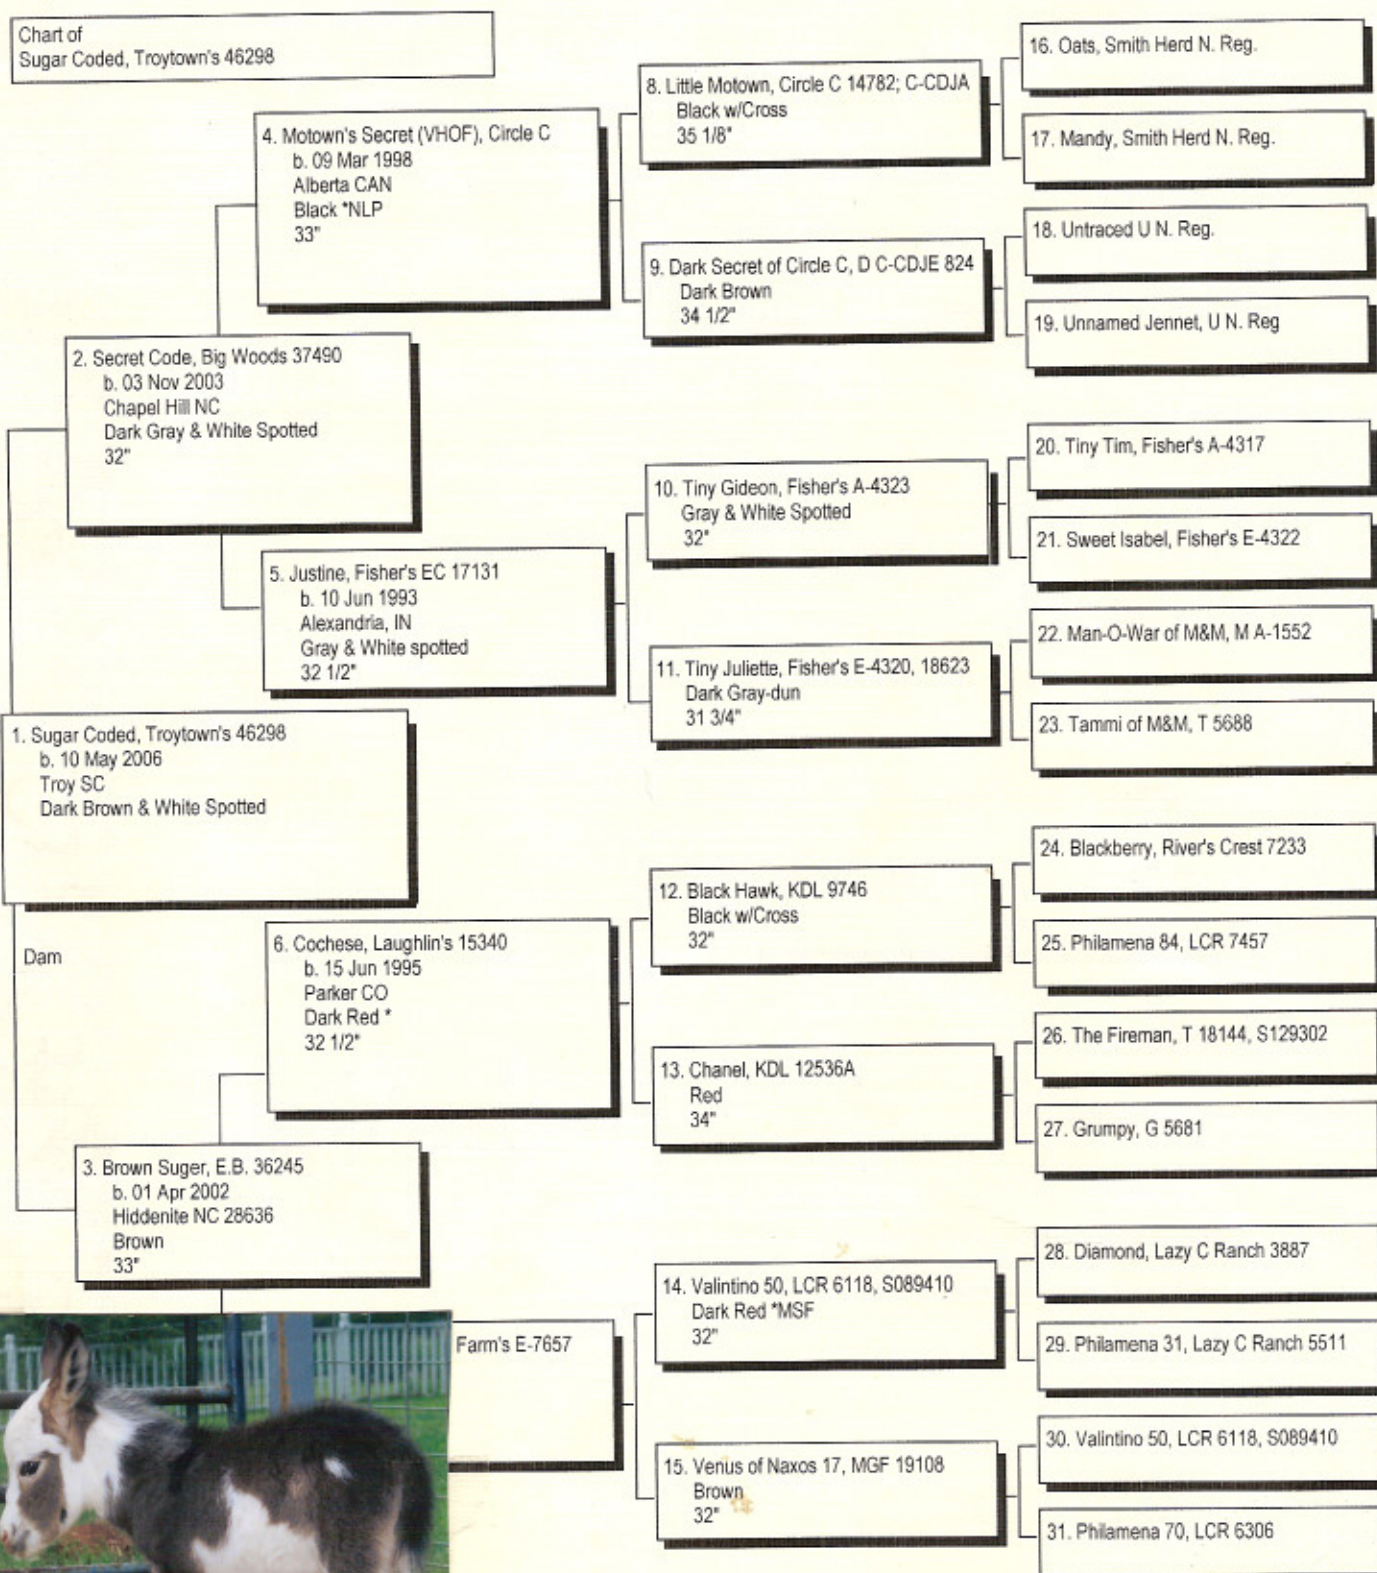 Chart of
Sugar Coded, Troytown's 46298
1. Sugar Coded, Troytown's 46298
b. 10 May 2006
Troy SC
Dark Brown & White Spotted
Dam
2. Secret Code, Big Woods 37490
b. 03 Nov 2003
Chapel Hill NC
Dark Gray & White Spotted
32"
3. Brown Suger, E.B. 36245
b. 01 Apr 2002
Hiddenite NC 28636
Brown
33"
4. Motown's Secret (VHOF), Circle C
b. 09 Mar 1998
Alberta CAN
Black *NLP
33"
5. Justine, Fisher's EC 17131
b. 10 Jun 1993
Alexandria, IN
Gray & White spotted
32 1/2"
6. Cochese, Laughlin's 15340
b. 15 Jun 1995
Parker CO
Dark Red *
32 1/2"
Farm's E-7657
8. Little Motown, Circle C 14782; C-CDJA
Black w/Cross
35 1/8"
9. Dark Secret of Circle C, D C-CDJE 824
Dark Brown
34 1/2"
10. Tiny Gideon, Fisher's A-4323
Gray & White Spotted
32"
11. Tiny Juliette, Fisher's E-4320, 18623
Dark Gray-dun
31 3/4"
12. Black Hawk, KDL 9746
Black w/Cross
32"
13. Chanel, KDL 12536A
Red
34"
14. Valintino 50, LCR 6118, S089410
Dark Red *MSF
32"
15. Venus of Naxos 17, MGF 19108
Brown
32"
16. Oats, Smith Herd N. Reg.
17. Mandy, Smith Herd N. Reg.
18. Untraced U N. Reg.
19. Unnamed Jennet, U N. Reg
20. Tiny Tim, Fisher's A-4317
21. Sweet Isabel, Fisher's E-4322
22. Man-O-War of M&M, M A-1552
23. Tammi of M&M, T 5688
24. Blackberry, River's Crest 7233
25. Philamena 84, LCR 7457
26. The Fireman, T 18144, S129302
27. Grumpy, G 5681
28. Diamond, Lazy C Ranch 3887
29. Philamena 31, Lazy C Ranch 5511
30. Valintino 50, LCR 6118, S089410
31. Philamena 70, LCR 6306